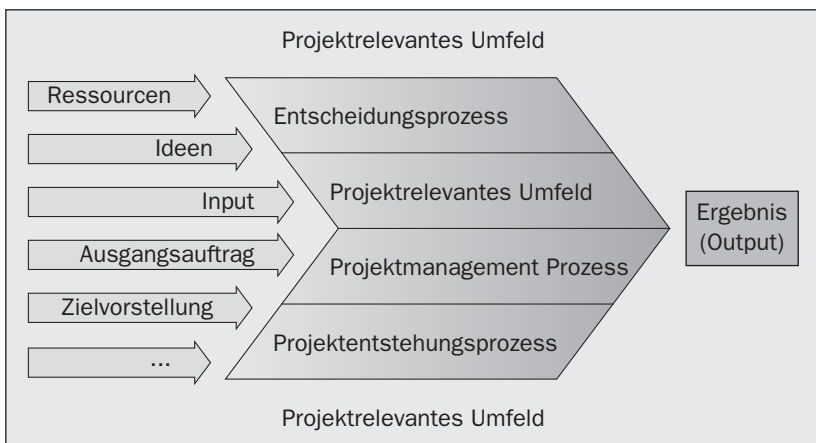 Projektrelevantes Umfeld
Ressourcen
Ideen
Input
Ausgangsauftrag
Zielvorstellung
...
Entscheidungsprozess
Projektrelevantes Umfeld
Projektmanagement Prozess
Projektentstehungsprozess
Ergebnis
(Output)
Projektrelevantes Umfeld